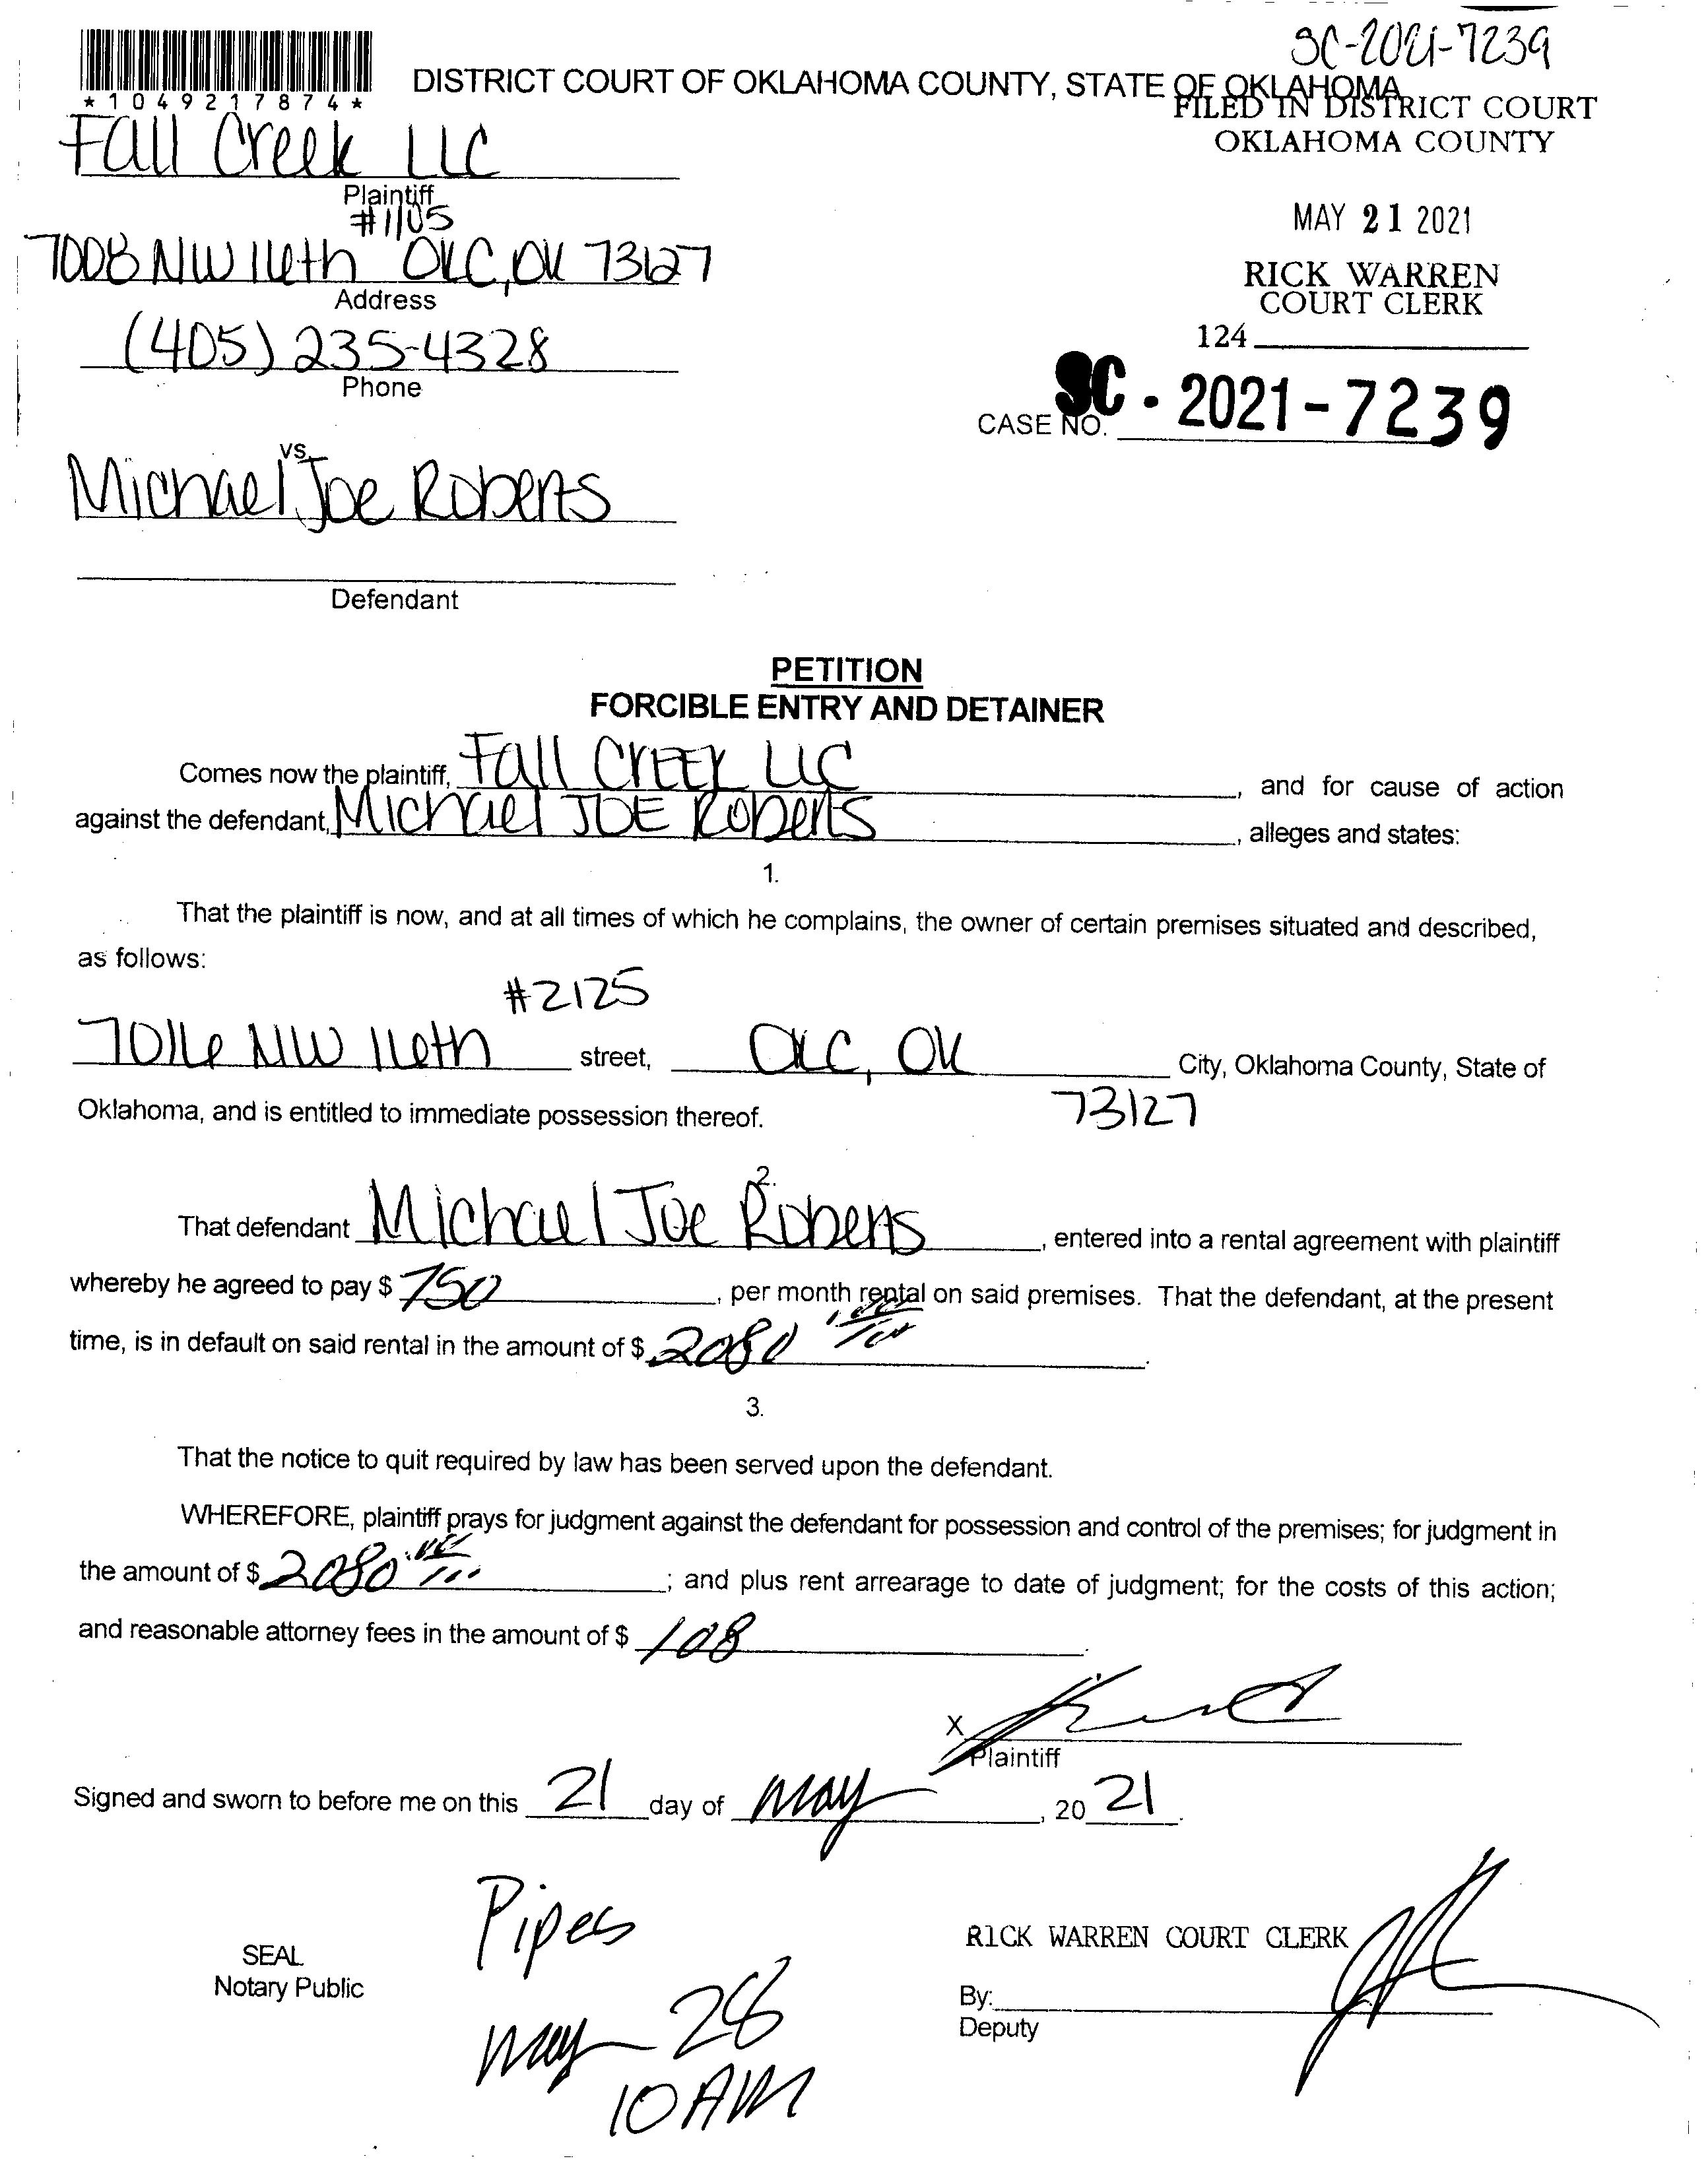 SC-2021-7239
*1049217874*
DISTRICT COURT OF OKLAHOMA COUNTY, STATE OF OKLAHOMA
FILED IN DISTRICT COURT
OKLAHOMA COUNTY
Fall Creek LLC
Plaintiff
#1105
MAY 21 2021
7008 NW 16th OKC, OK 73127
Address
RICK WARREN
COURT CLERK
(405) 235-4328
Phone
124
CASE NO. SC - 2021-7239
vs.
Michael Joe Roberts
Defendant
PETITION
FORCIBLE ENTRY AND DETAINER
Comes now the plaintiff, Fall Creek LLC, and for cause of action
against the defendant, Michael Joe Roberts, alleges and states:
1.
That the plaintiff is now, and at all times of which he complains, the owner of certain premises situated and described,
as follows:
#2125
7016 NW 16th street, OKC, OK City, Oklahoma County, State of
73127
Oklahoma, and is entitled to immediate possession thereof.
2.
That defendant Michael Joe Roberts, entered into a rental agreement with plaintiff
whereby he agreed to pay $ 750, per month rental on said premises. That the defendant, at the present
time, is in default on said rental in the amount of $ 2080.
3.
That the notice to quit required by law has been served upon the defendant.
WHEREFORE, plaintiff prays for judgment against the defendant for possession and control of the premises; for judgment in
the amount of $ 2080; and plus rent arrearage to date of judgment; for the costs of this action;
and reasonable attorney fees in the amount of $ 108.
X
Plaintiff
Signed and sworn to before me on this 21 day of May, 20 21.
Pipes
SEAL
Notary Public
RICK WARREN COURT CLERK
By:
Deputy
May 28
10 AM